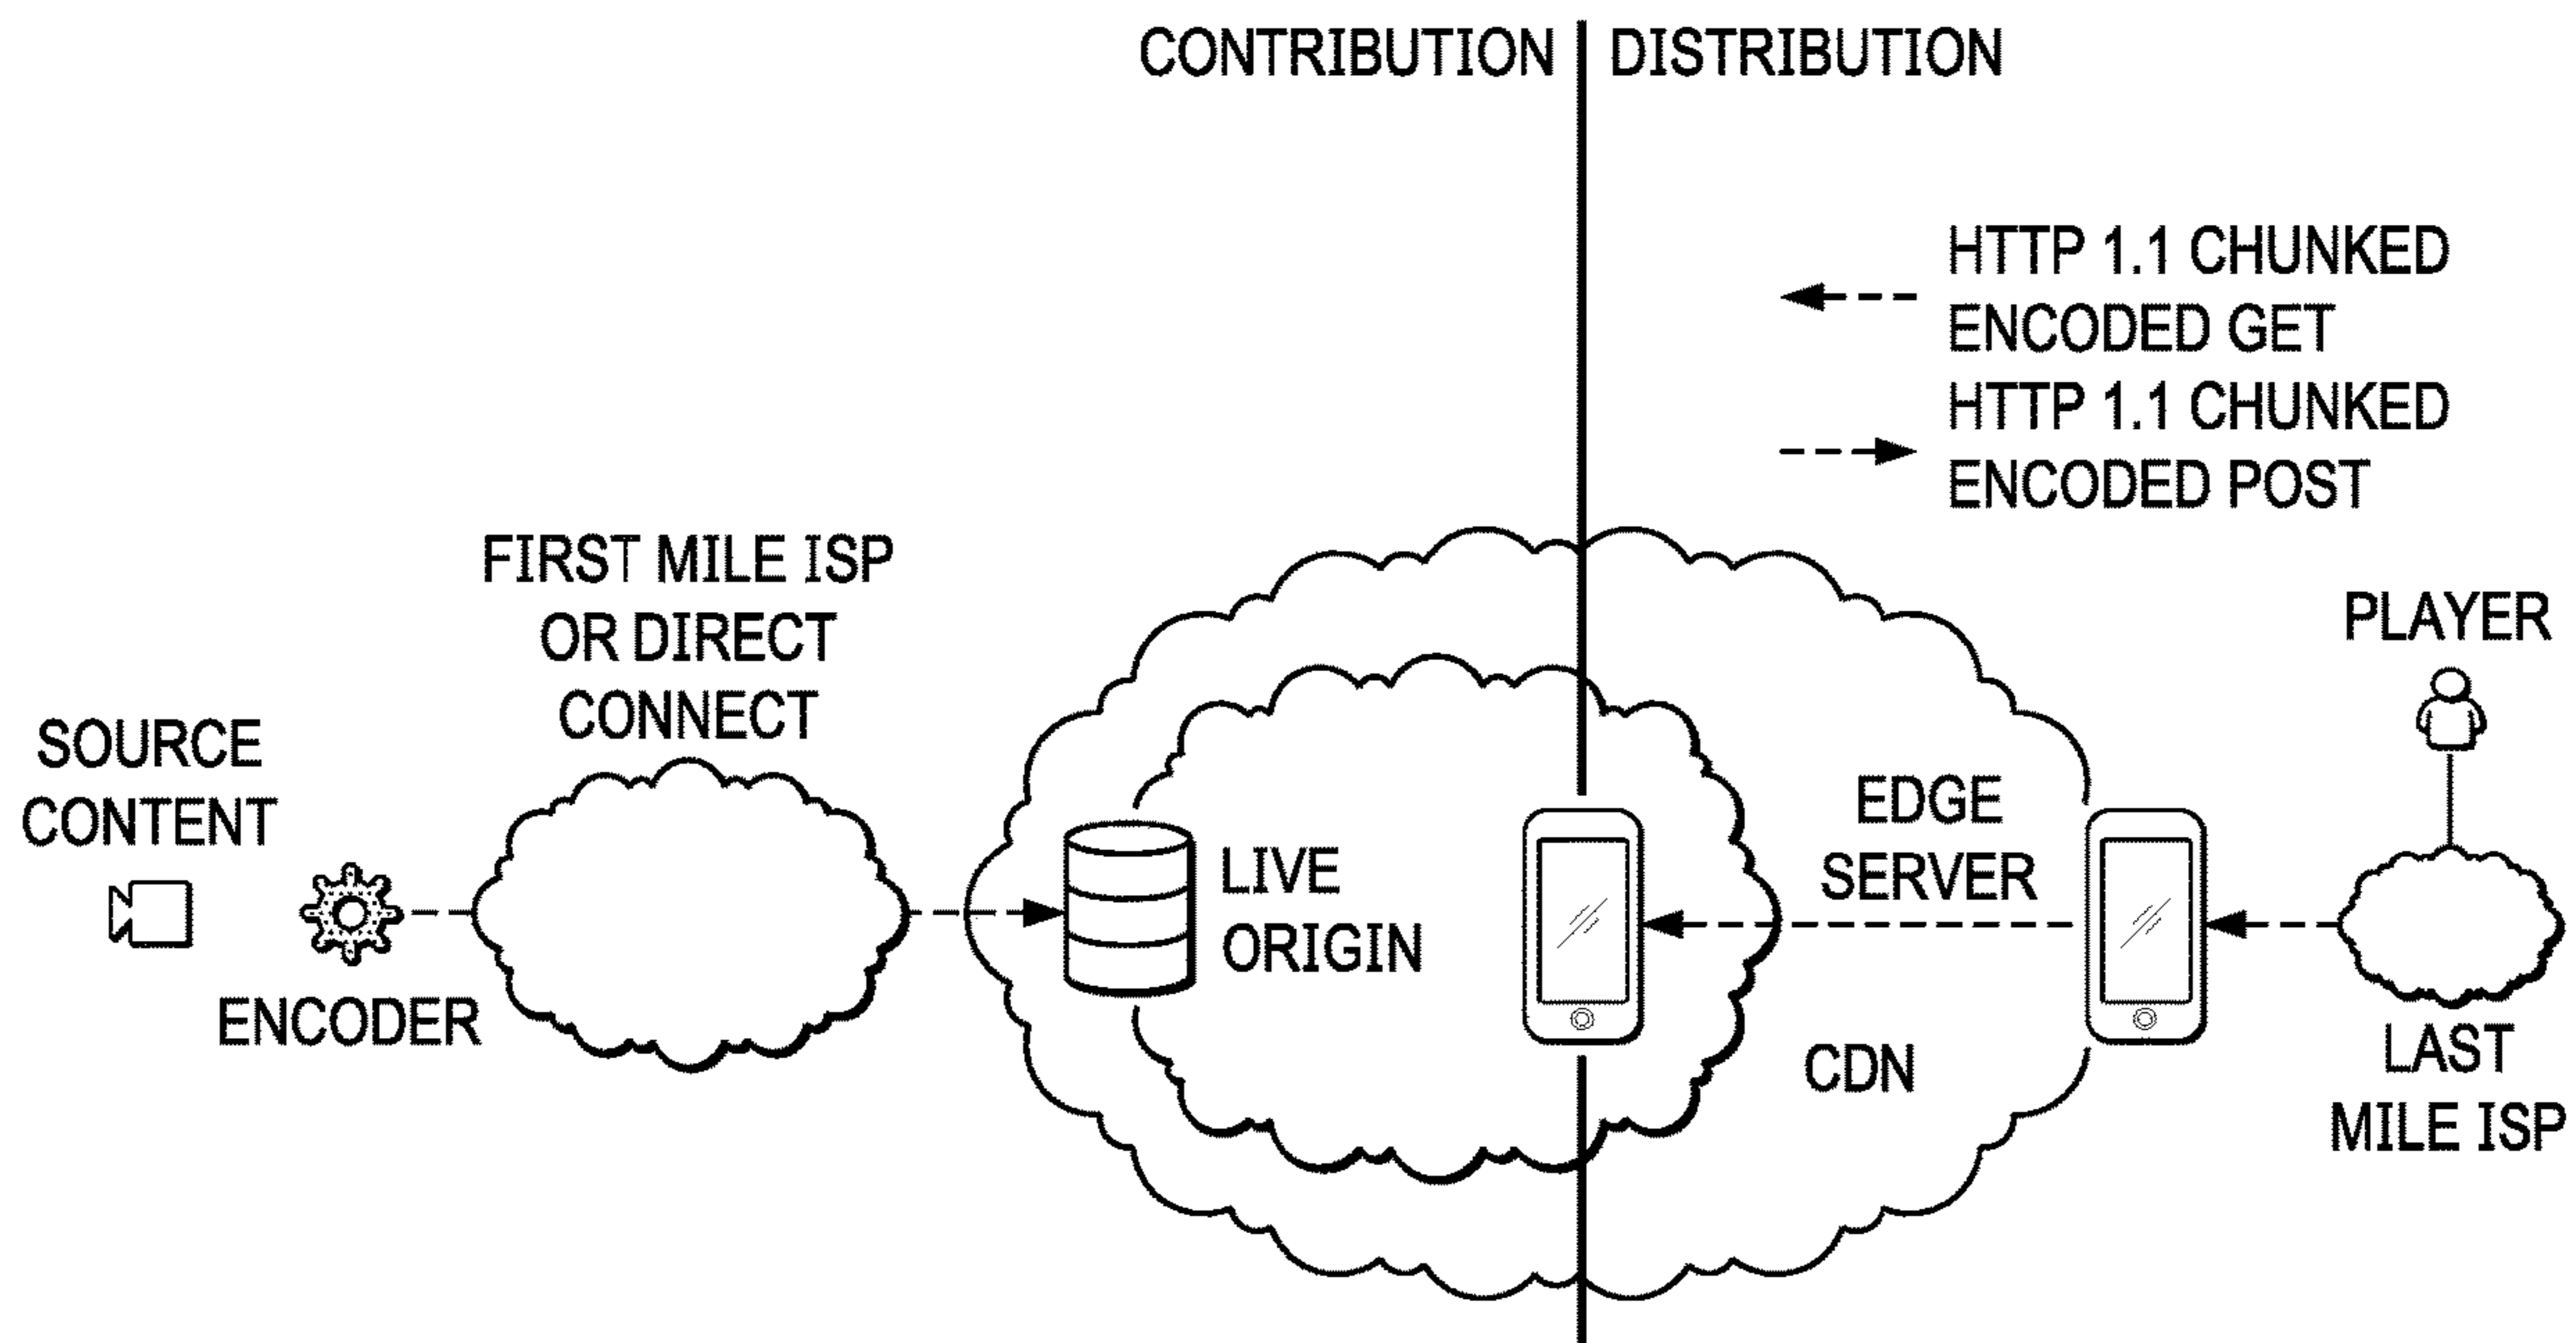 CONTRIBUTION
DISTRIBUTION
HTTP 1.1 CHUNKED
ENCODED GET
HTTP 1.1 CHUNKED
ENCODED POST
FIRST MILE ISP
OR DIRECT
CONNECT
SOURCE
CONTENT
ENCODER
LIVE
ORIGIN
EDGE
SERVER
CDN
PLAYER
LAST
MILE ISP